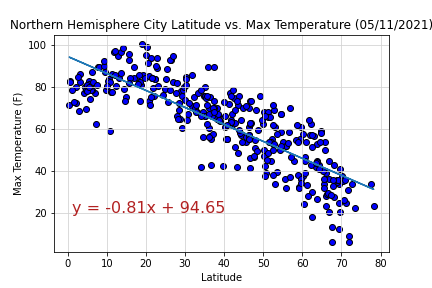 Northern Hemisphere City Latitude vs. Max Temperature (05/11/2021)
100
80
60
40
20
Max Temperature (F)
y = -0.81x + 94.65
0 10 20 30 40 50 60 70 80
Latitude